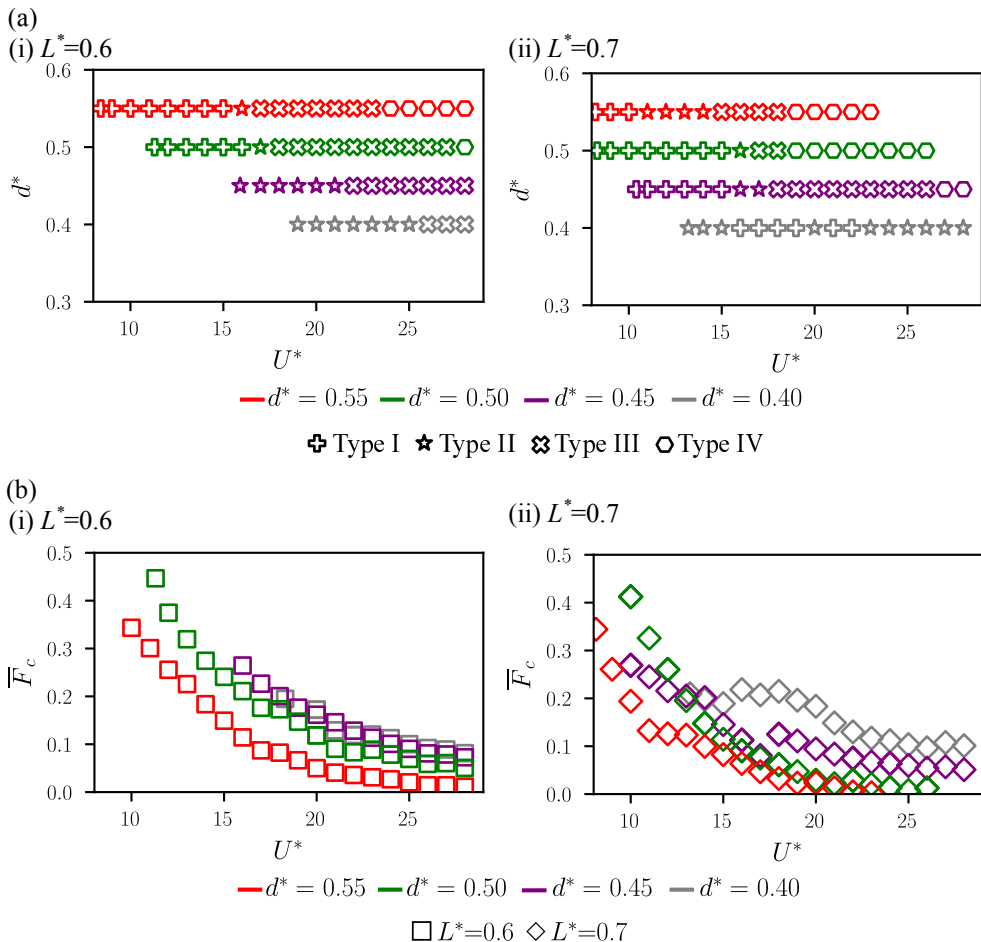 (a)
(i) L*=0.6
(ii) L*=0.7
0.6
0.5
0.4
0.3
d*
10 15 20 25
U*
0.6
0.5
0.4
0.3
d*
10 15 20 25
U*
d* = 0.55 d* = 0.50 d* = 0.45 d* = 0.40
Type I Type II Type III Type IV
(b)
(i) L*=0.6
(ii) L*=0.7
0.5
0.4
0.3
0.2
0.1
0.0
F̅_c
10 15 20 25
U*
0.5
0.4
0.3
0.2
0.1
0.0
F̅_c
10 15 20 25
U*
d* = 0.55 d* = 0.50 d* = 0.45 d* = 0.40
L*=0.6 L*=0.7